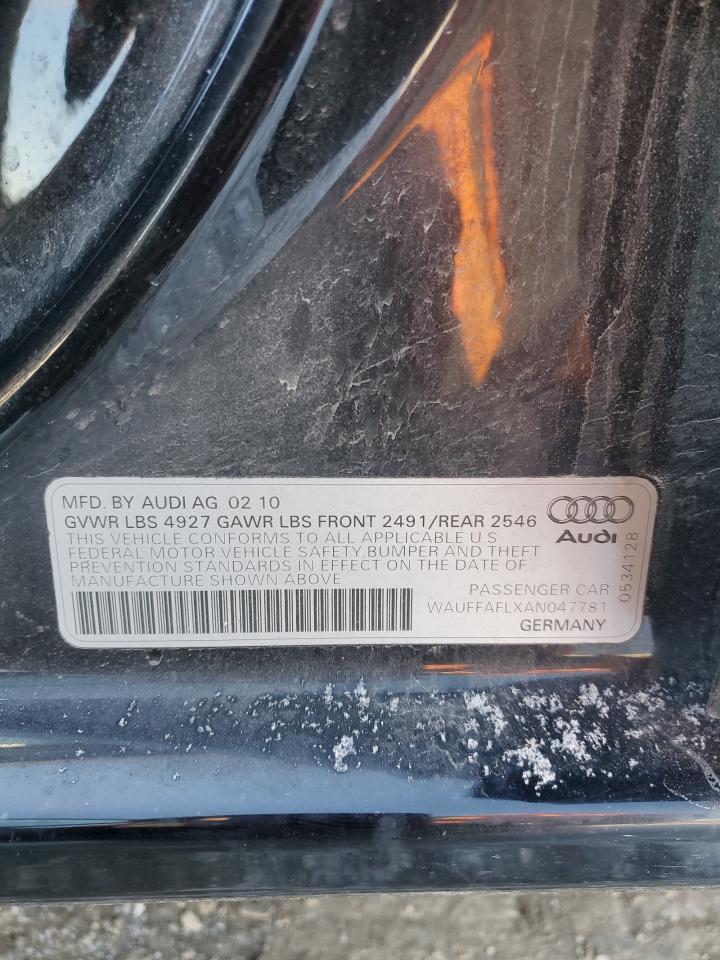 MFD. BY AUDI AG 02 10
GVWR LBS 4927 GAWR LBS FRONT 2491/REAR 2546
THIS VEHICLE CONFORMS TO ALL APPLICABLE U S
FEDERAL MOTOR VEHICLE SAFETY,BUMPER AND THEFT
PREVENTION STANDARDS IN EFFECT ON THE DATE OF
MANUFACTURE SHOWN ABOVE
Audi
0534128
PASSENGER CAR
WAUFFAFLXAN047781
GERMANY